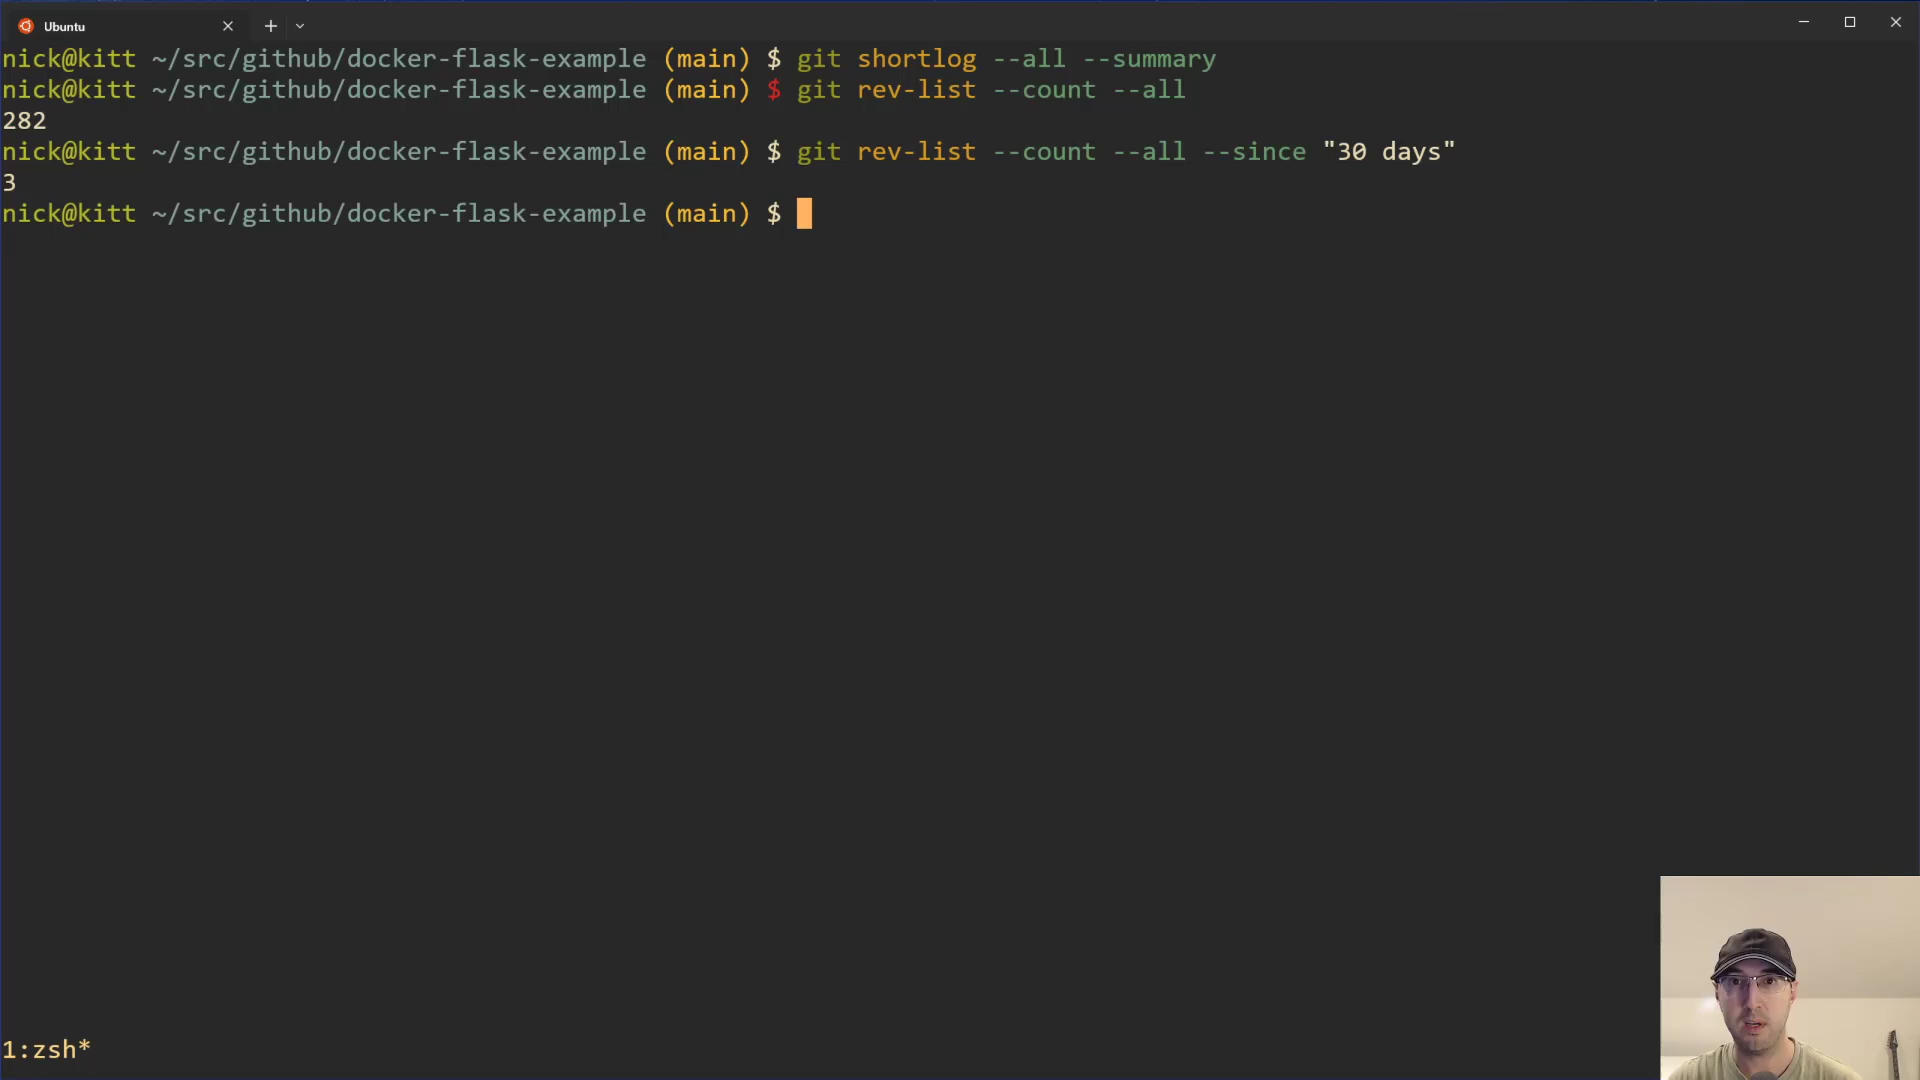 Ubuntu
nick@kitt ~/src/github/docker-flask-example (main) $ git shortlog --all --summary
nick@kitt ~/src/github/docker-flask-example (main) $ git rev-list --count --all
282
nick@kitt ~/src/github/docker-flask-example (main) $ git rev-list --count --all --since "30 days"
3
nick@kitt ~/src/github/docker-flask-example (main) $
1:zsh*